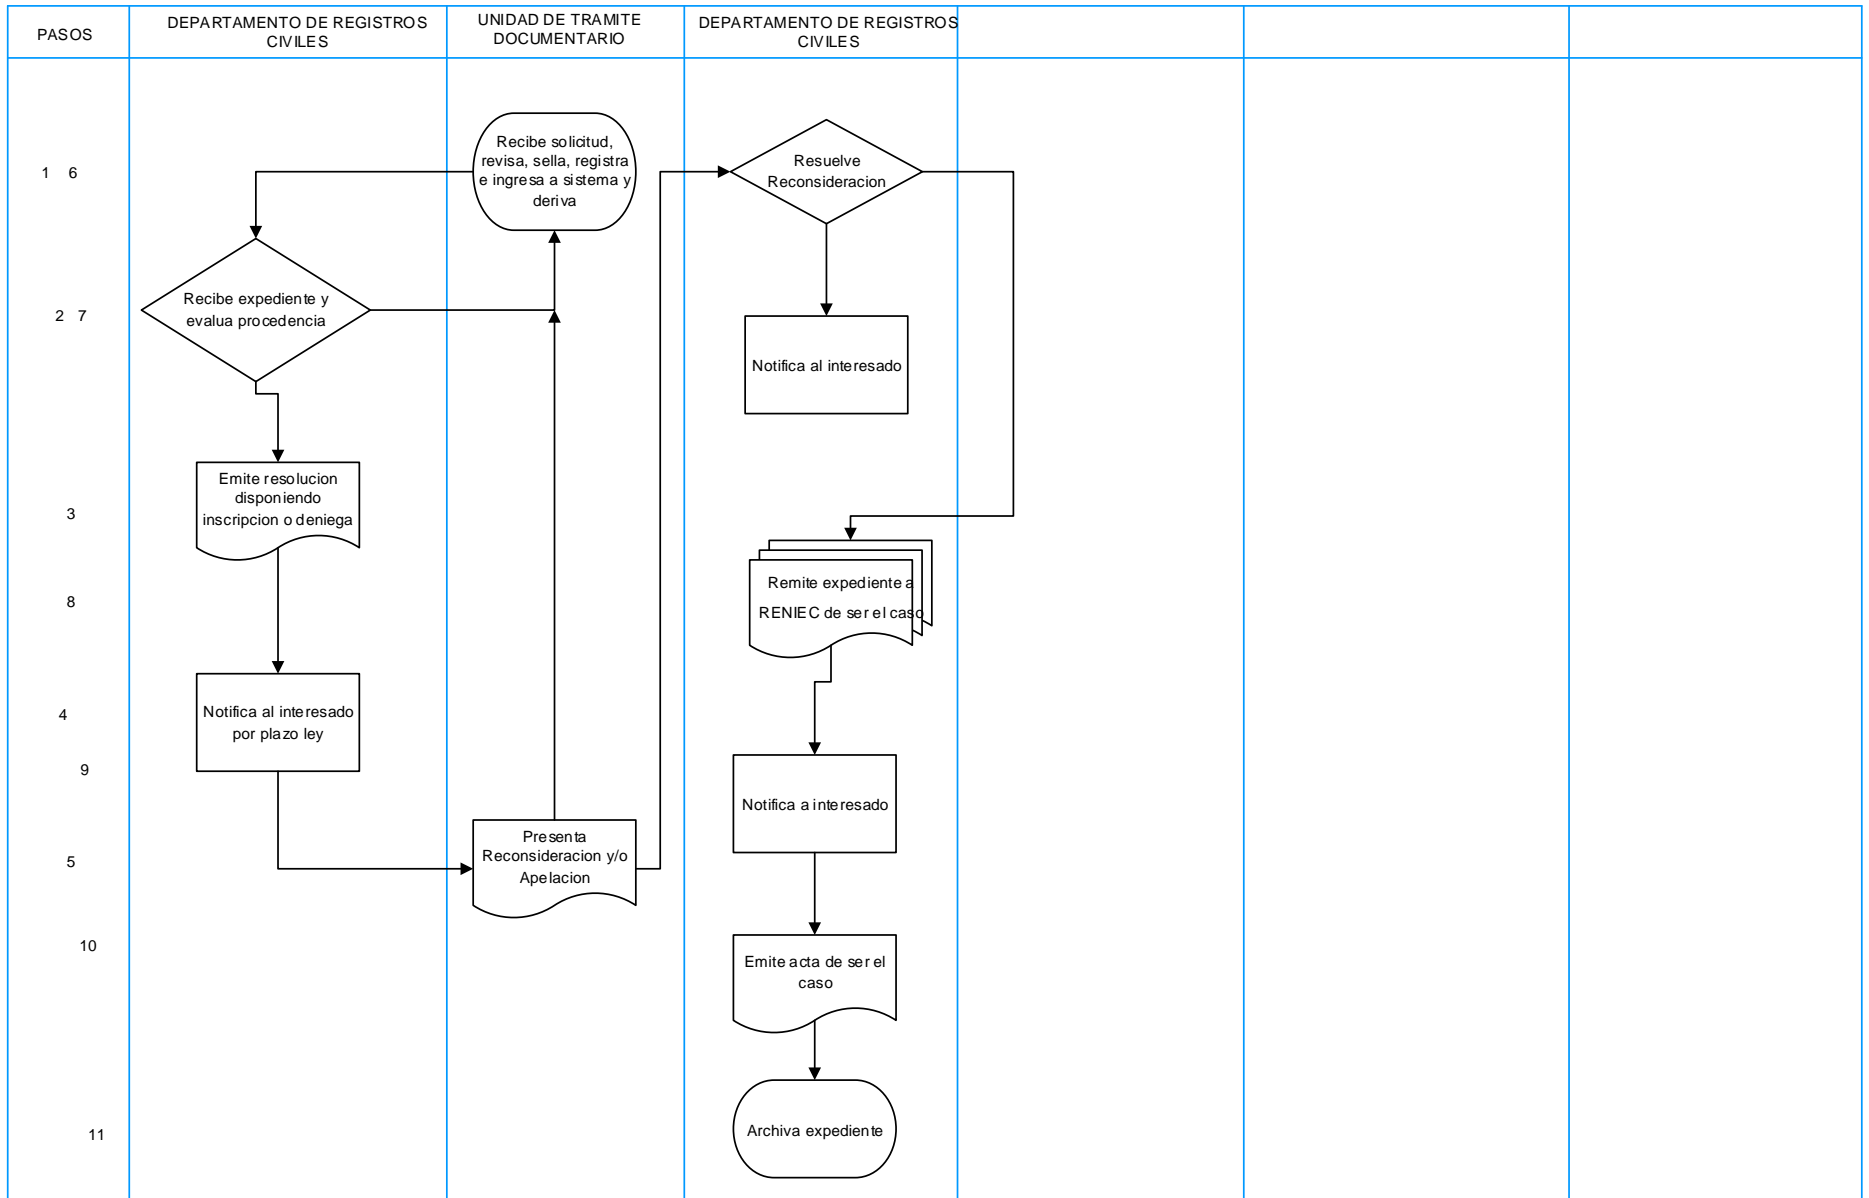 PASOS
DEPARTAMENTO DE REGISTROS
CIVILES
UNIDAD DE TRAMITE
DOCUMENTARIO
DEPARTAMENTO DE REGISTROS
CIVILES
1 6
Recibe solicitud,
revisa, sella, registra
e ingresa a sistema y
deriva
Resuelve
Reconsideracion
2 7
Recibe expediente y
evalua procedencia
Notifica al interesado
3
Emite resolucion
disponiendo
inscripcion o deniega
8
Remite expediente a
RENIEC de ser el caso
4
Notifica al interesado
por plazo ley
9
Notifica a interesado
5
Presenta
Reconsideracion y/o
Apelacion
10
Emite acta de ser el
caso
11
Archiva expediente